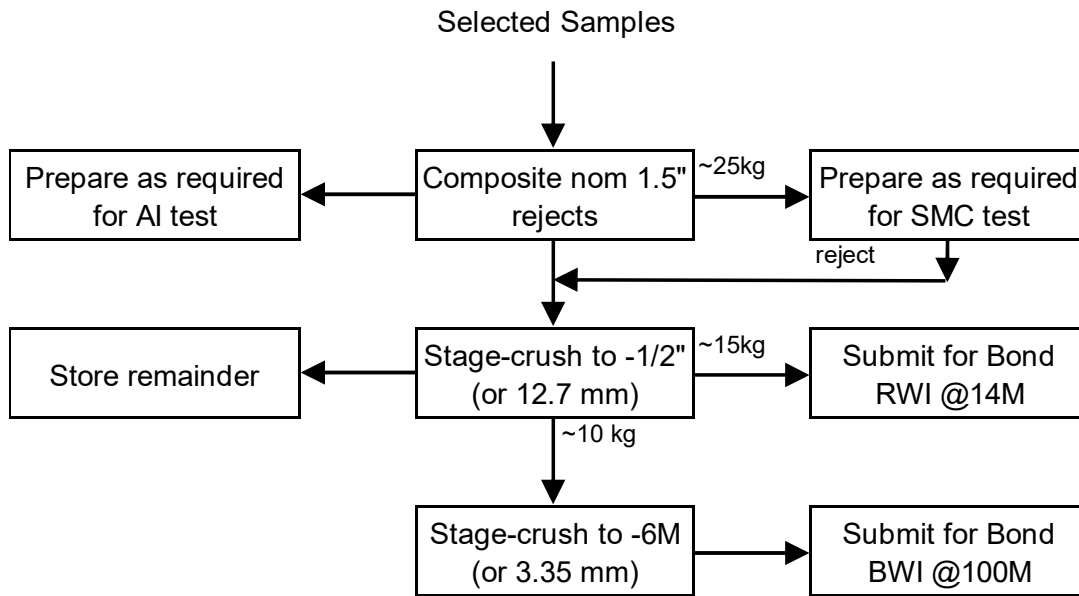 Selected Samples
Prepare as required
for AI test
Composite nom 1.5"
rejects
~25kg
Prepare as required
for SMC test
reject
Store remainder
Stage-crush to -1/2"
(or 12.7 mm)
~15kg
Submit for Bond
RWI @14M
~10 kg
Stage-crush to -6M
(or 3.35 mm)
Submit for Bond
BWI @100M